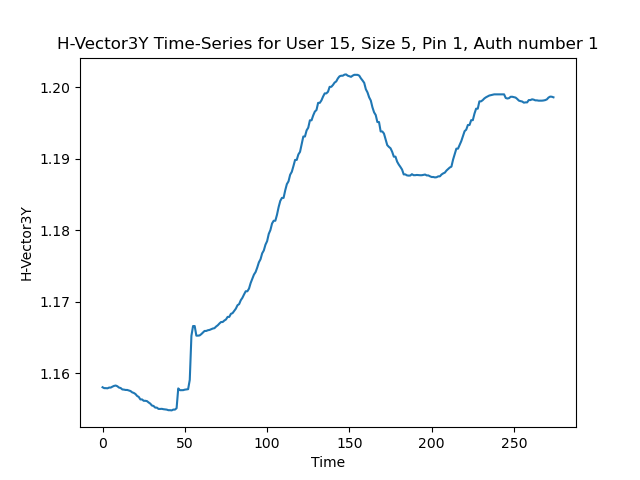 H-Vector3Y Time-Series for User 15, Size 5, Pin 1, Auth number 1
H-Vector3Y
1.20
1.19
1.18
1.17
1.16
0 50 100 150 200 250
Time